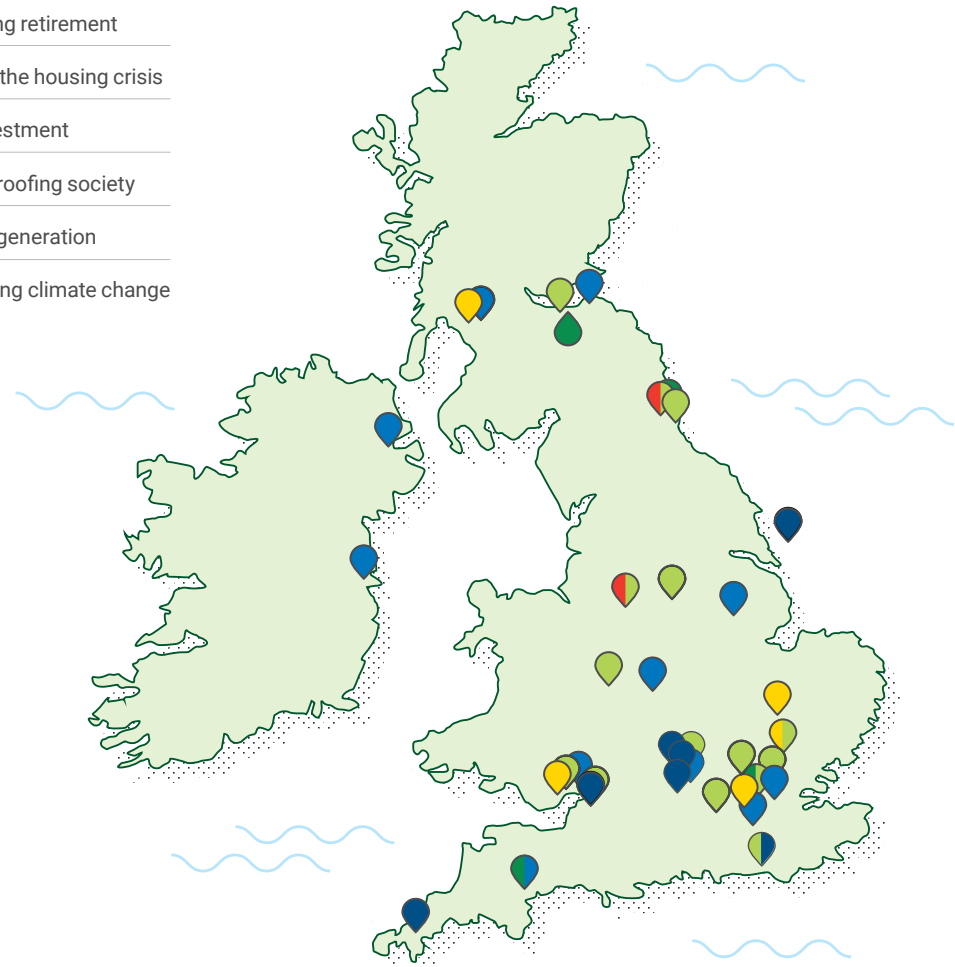 ng retirement
the housing crisis
estment
roofing society
generation
ng climate change